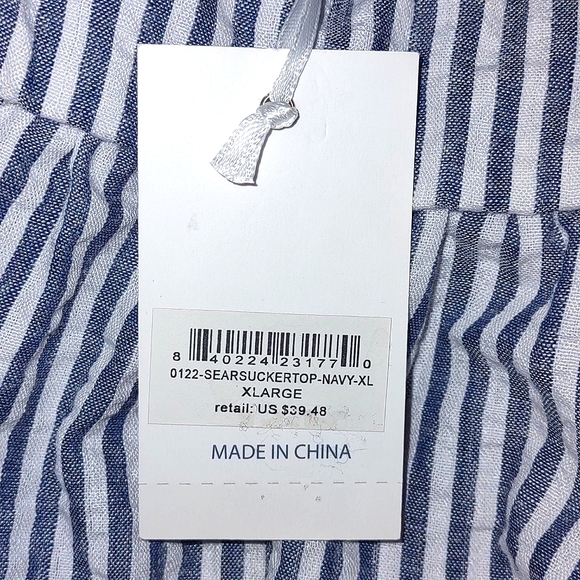 8 40224 23177 0
0122-SEARSUCKERTOP-NAVY-XL
XLARGE
retail: US $39.48
MADE IN CHINA